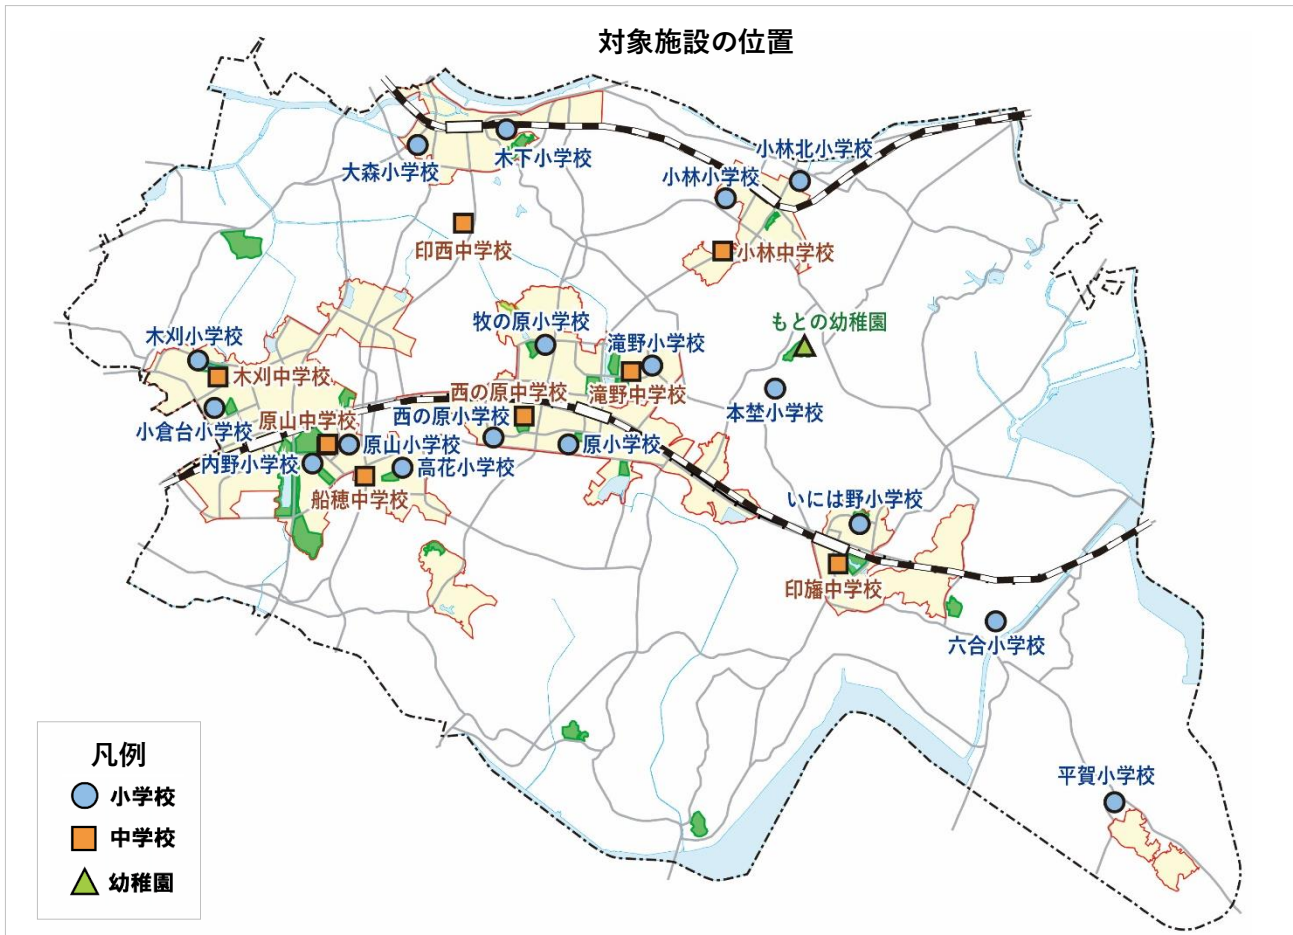 対象施設の位置
小林北小学校
木下小学校
大森小学校
小林小学校
印西中学校
小林中学校
もとの幼稚園
牧の原小学校
木刈小学校
滝野小学校
木刈中学校
西の原中学校
滝野中学校
本埜小学校
西の原小学校
原山中学校
小倉台小学校
原山小学校
原小学校
内野小学校
高花小学校
船穂中学校
いには野小学校
印旛中学校
六合小学校
平賀小学校
凡例
小学校
中学校
幼稚園